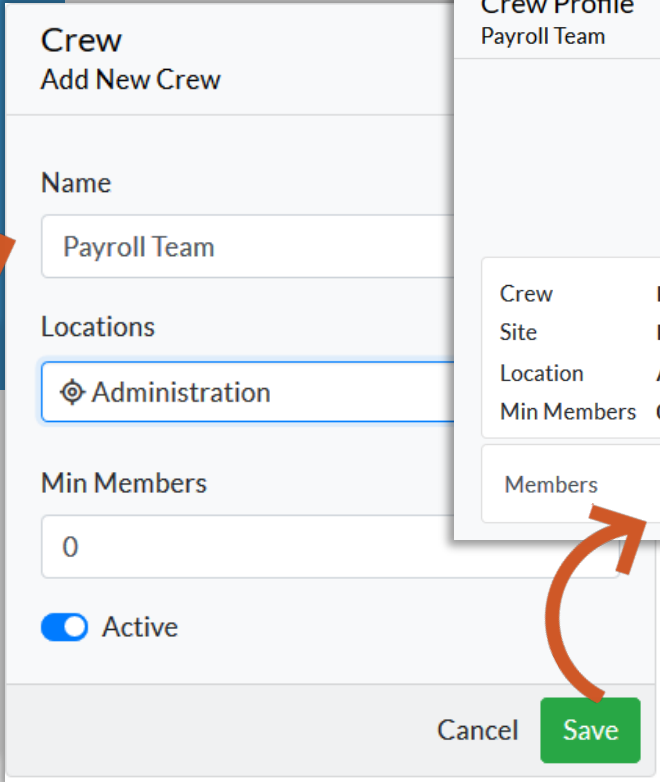 Crew
Add New Crew
Name
Payroll Team
Locations
Administration
Min Members
0
Active
Cancel
Save
Crew Profile
Payroll Team
Crew
Site
Location
Min Members
Members